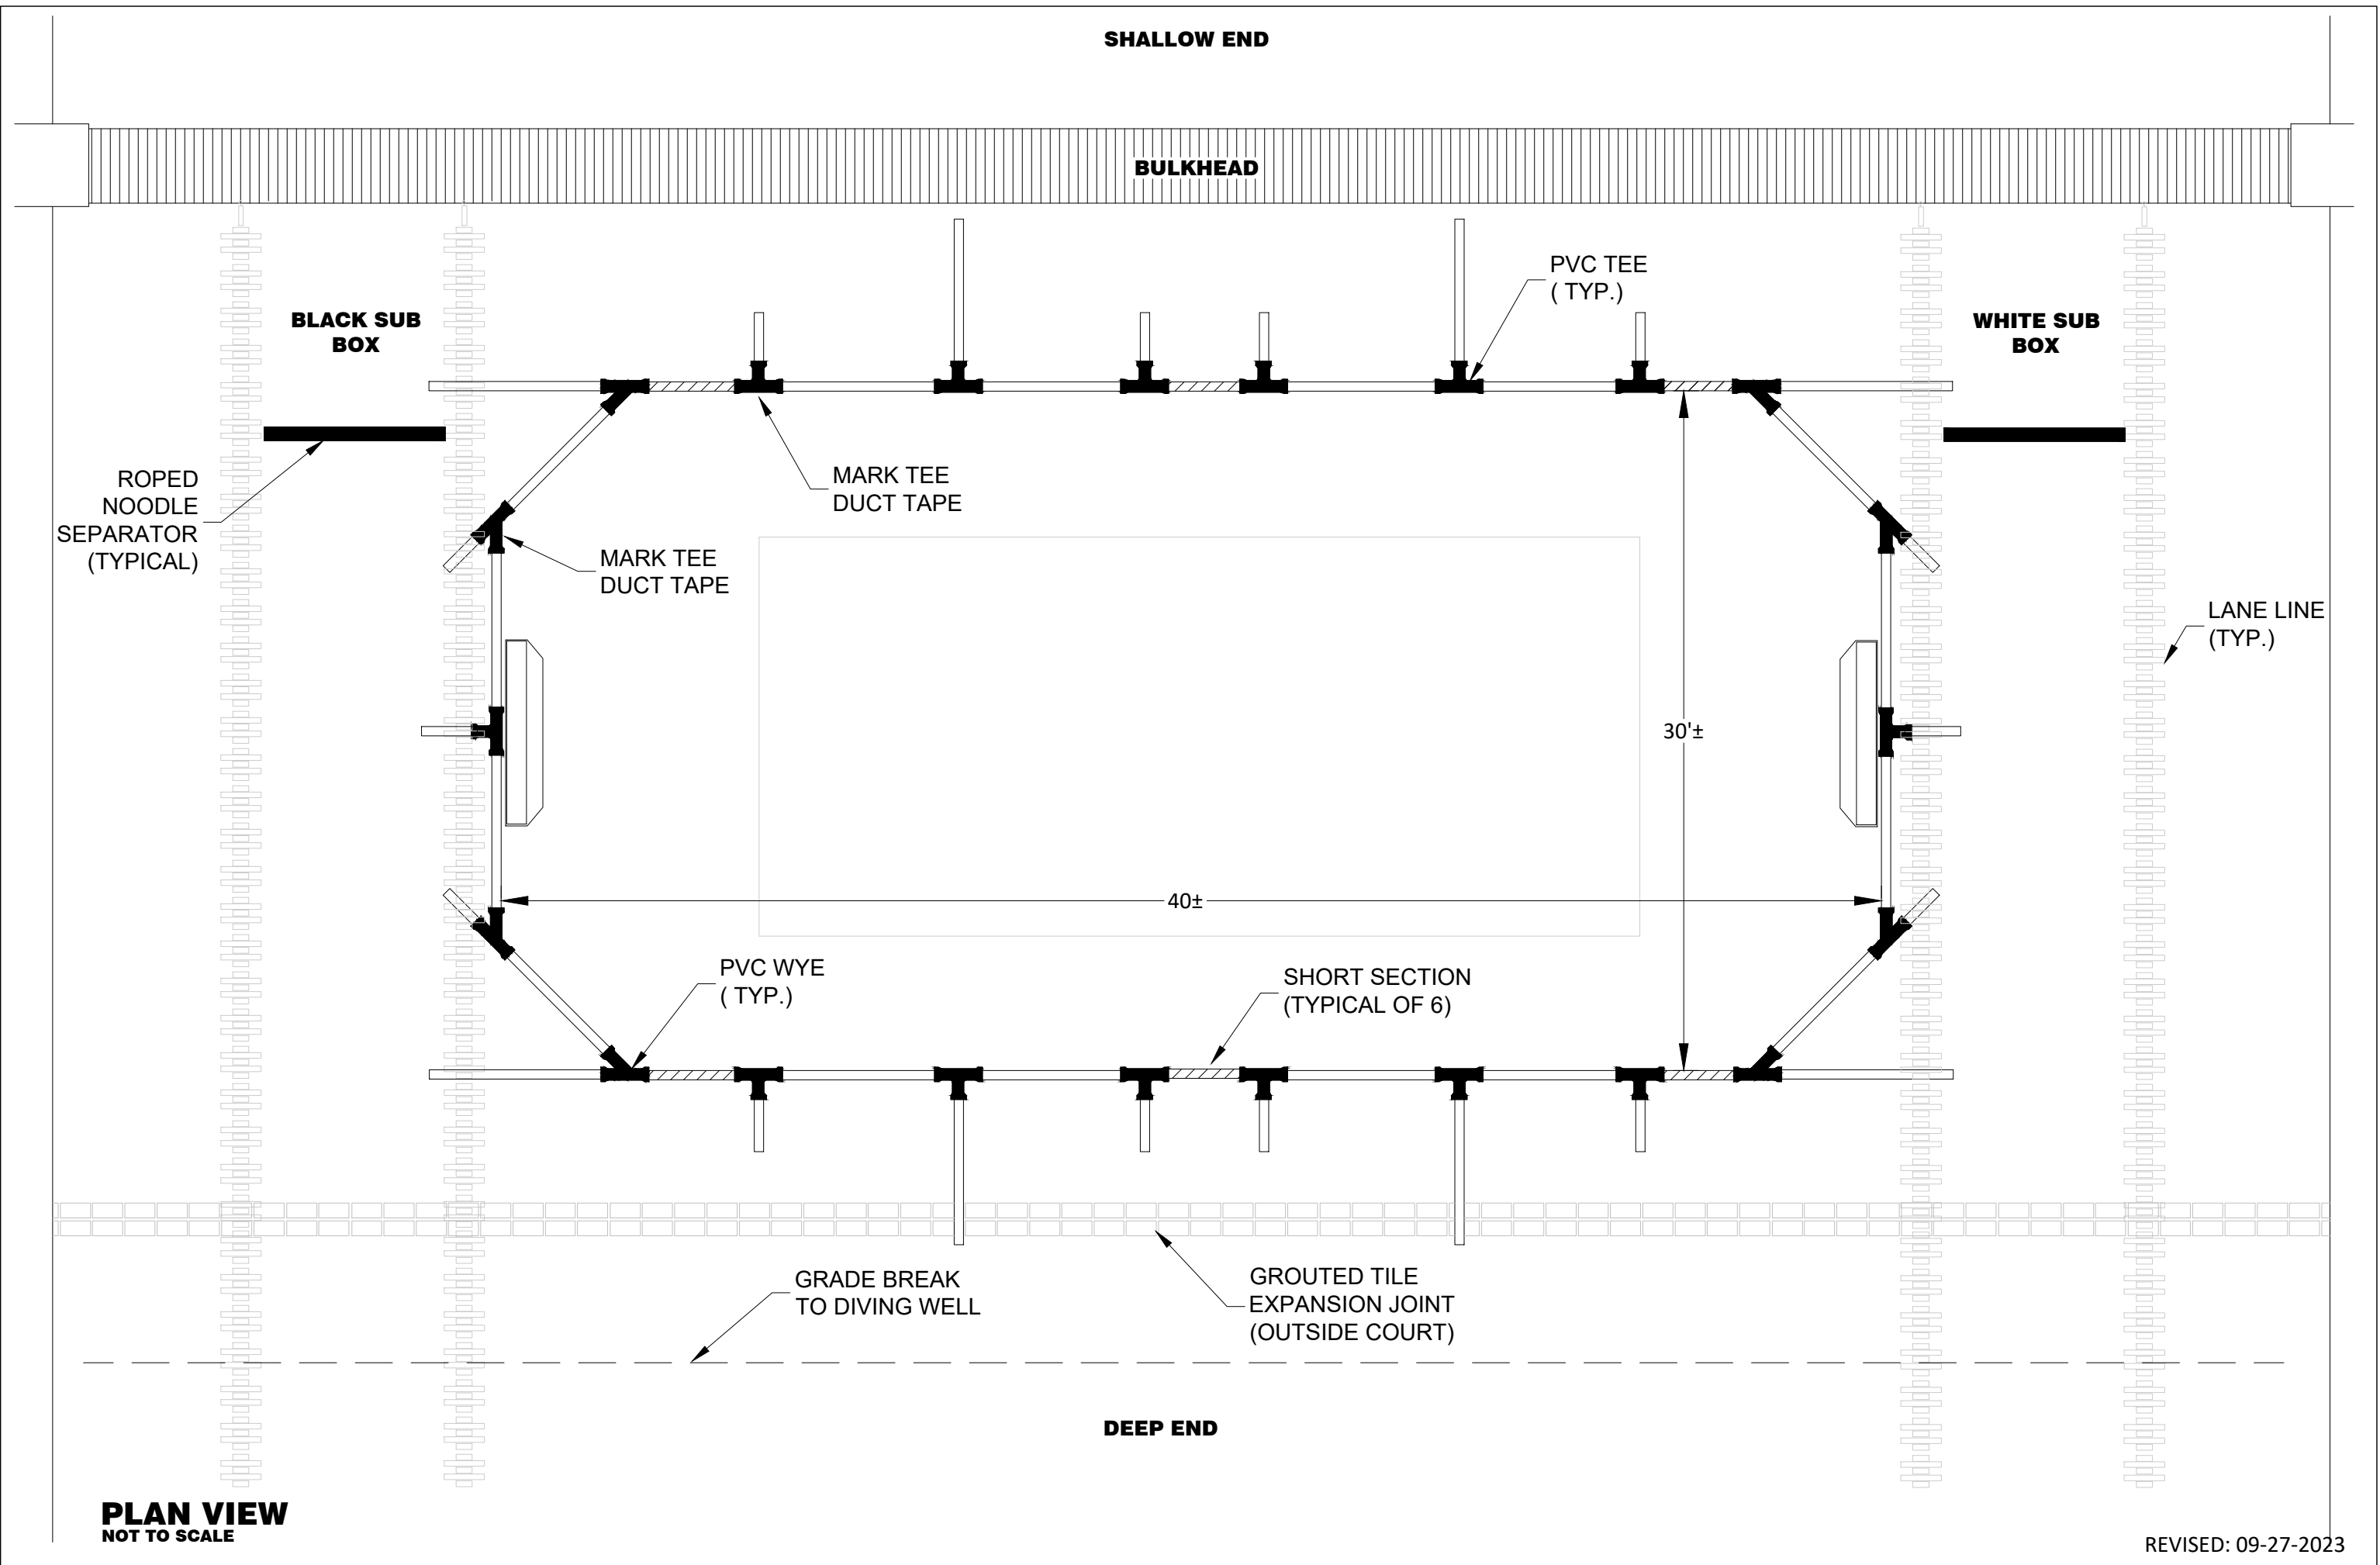 SHALLOW END
BULKHEAD
PVC TEE
( TYP.)
BLACK SUB
BOX
WHITE SUB
BOX
ROPED
NOODLE
SEPARATOR
(TYPICAL)
MARK TEE
DUCT TAPE
MARK TEE
DUCT TAPE
LANE LINE
(TYP.)
30'±
40±
PVC WYE
( TYP.)
SHORT SECTION
(TYPICAL OF 6)
GRADE BREAK
TO DIVING WELL
GROUTED TILE
EXPANSION JOINT
(OUTSIDE COURT)
DEEP END
PLAN VIEW
NOT TO SCALE
REVISED: 09-27-2023